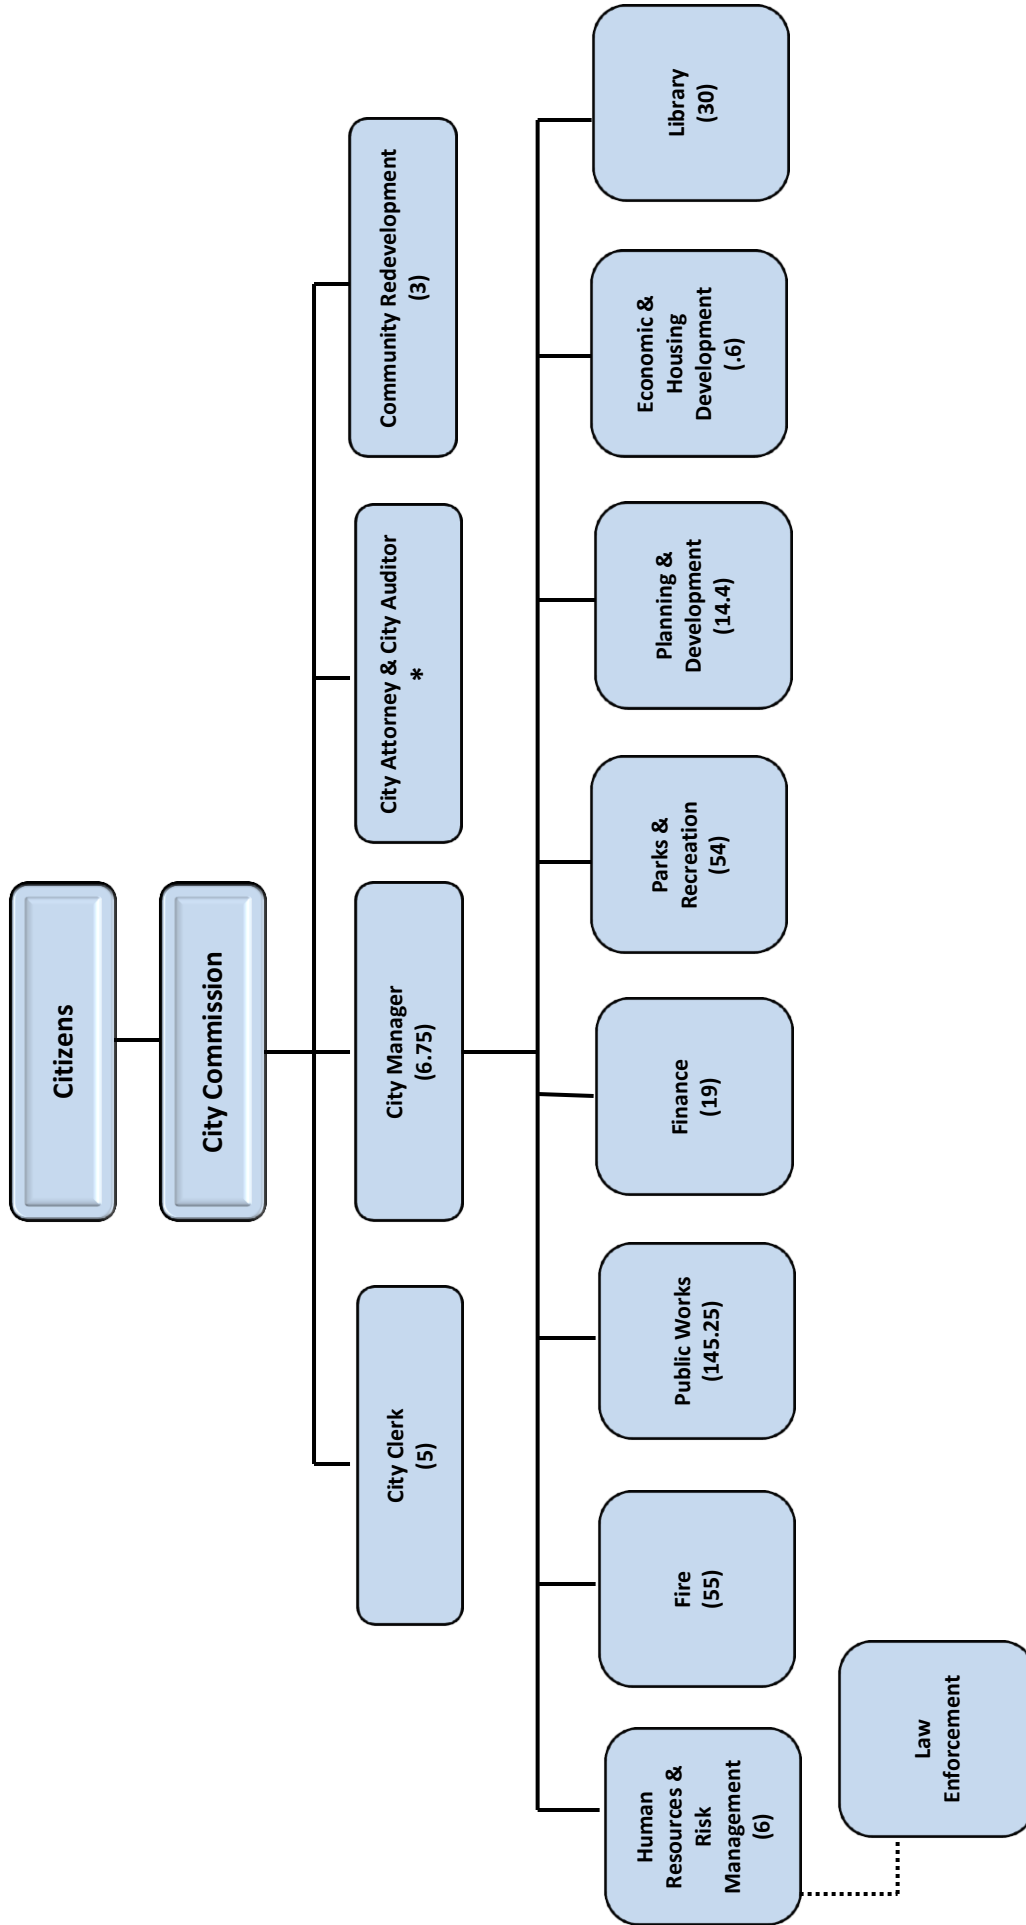 Citizens
City Commission
City Clerk
(5)
City Manager
(6.75)
City Attorney & City Auditor
*
Community Redevelopment
(3)
Human
Resources &
Risk
Management
(6)
Fire
(55)
Public Works
(145.25)
Finance
(19)
Parks &
Recreation
(54)
Planning &
Development
(14.4)
Economic &
Housing
Development
(.6)
Library
(30)
Law
Enforcement